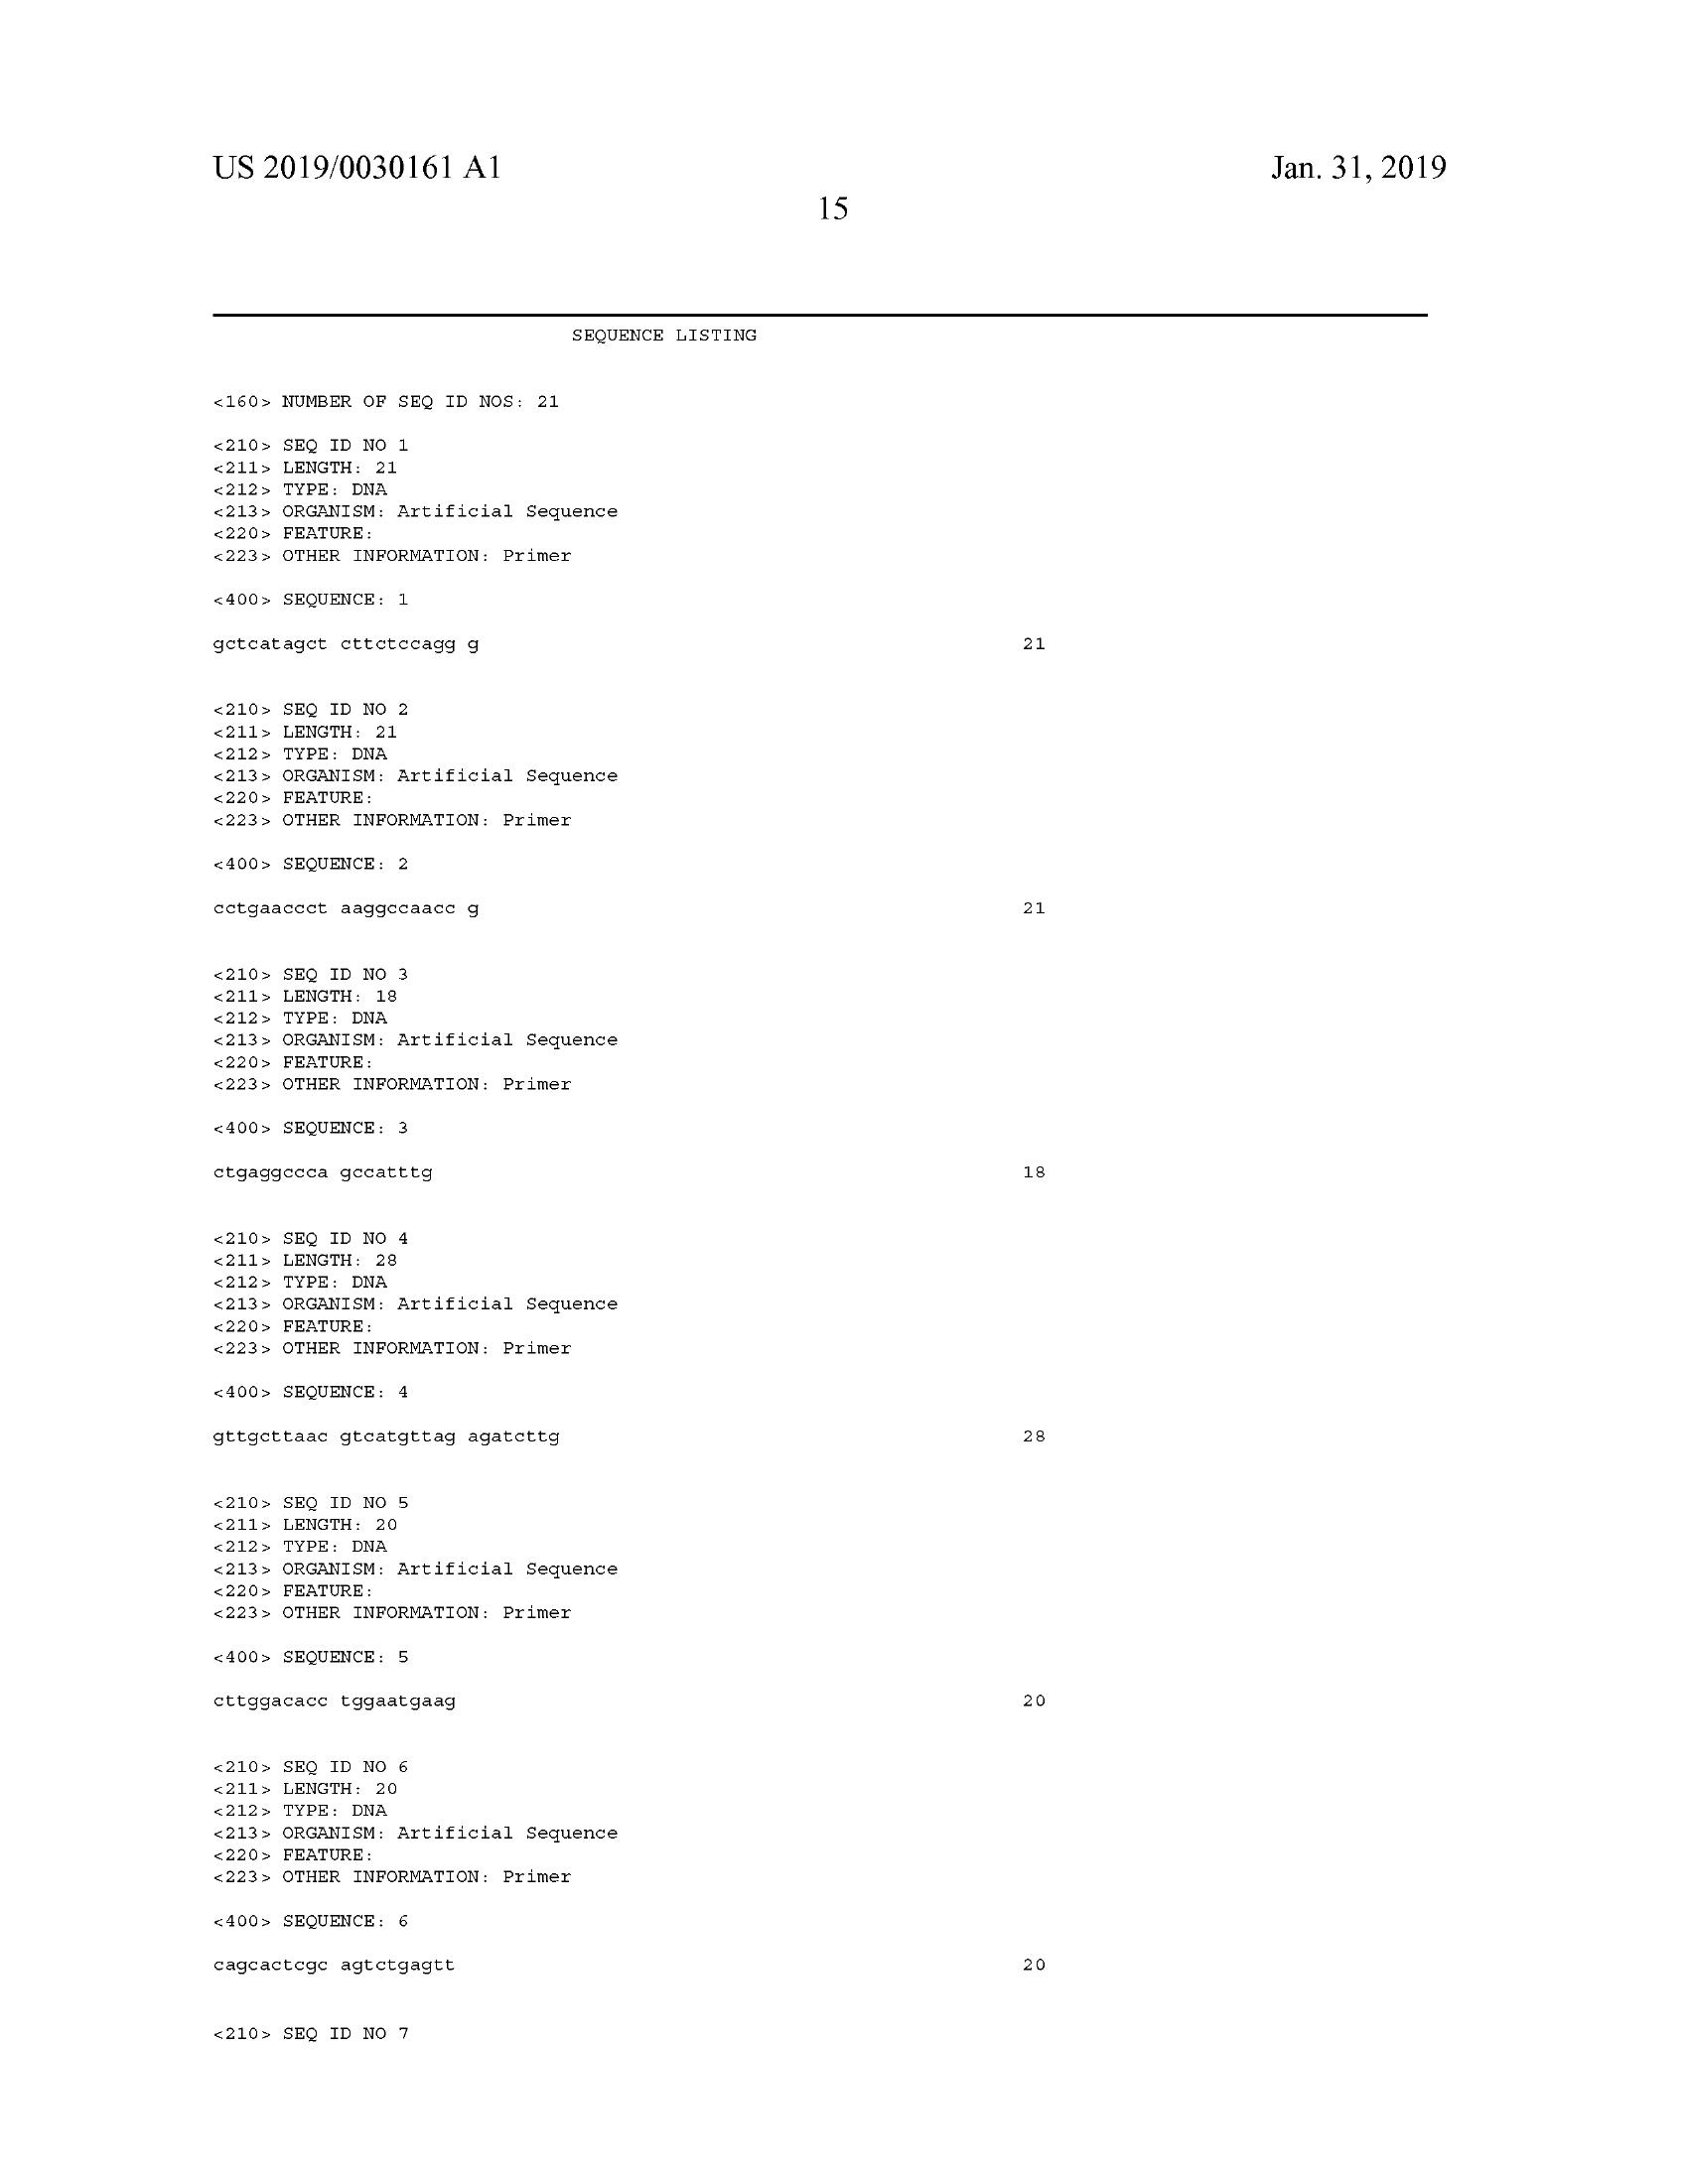 US 2019/0030161 A1
Jan. 31, 2019
15
SEQUENCE LISTING
<160> NUMBER OF SEQ ID NOS: 21
<210> SEQ ID NO 1
<211> LENGTH: 21
<212> TYPE: DNA
<213> ORGANISM: Artificial Sequence
<220> FEATURE:
<223> OTHER INFORMATION: Primer
<400> SEQUENCE: 1
gctcatagct cttctccagg g 21
<210> SEQ ID NO 2
<211> LENGTH: 21
<212> TYPE: DNA
<213> ORGANISM: Artificial Sequence
<220> FEATURE:
<223> OTHER INFORMATION: Primer
<400> SEQUENCE: 2
cctgaaccct aaggccaacc g 21
<210> SEQ ID NO 3
<211> LENGTH: 18
<212> TYPE: DNA
<213> ORGANISM: Artificial Sequence
<220> FEATURE:
<223> OTHER INFORMATION: Primer
<400> SEQUENCE: 3
ctgaggccca gccatttg 18
<210> SEQ ID NO 4
<211> LENGTH: 28
<212> TYPE: DNA
<213> ORGANISM: Artificial Sequence
<220> FEATURE:
<223> OTHER INFORMATION: Primer
<400> SEQUENCE: 4
gttgcttaac gtcatgttag agatcttg 28
<210> SEQ ID NO 5
<211> LENGTH: 20
<212> TYPE: DNA
<213> ORGANISM: Artificial Sequence
<220> FEATURE:
<223> OTHER INFORMATION: Primer
<400> SEQUENCE: 5
cttggacacc tggaatgaag 20
<210> SEQ ID NO 6
<211> LENGTH: 20
<212> TYPE: DNA
<213> ORGANISM: Artificial Sequence
<220> FEATURE:
<223> OTHER INFORMATION: Primer
<400> SEQUENCE: 6
cagcactcgc agtctgagtt 20
<210> SEQ ID NO 7